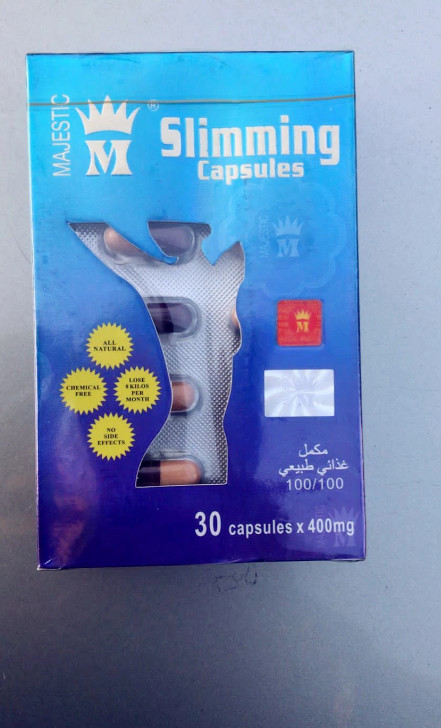 MAJESTIC
M
®
Slimming
Capsules
MAJESTIC
M
M
ALL
NATURAL
CHEMICAL
FREE
LOSE
8 KILOS
PER
MONTH
NO
SIDE
EFFECTS
مكمل
غذائي طبيعي
100/100
30 capsules x 400mg